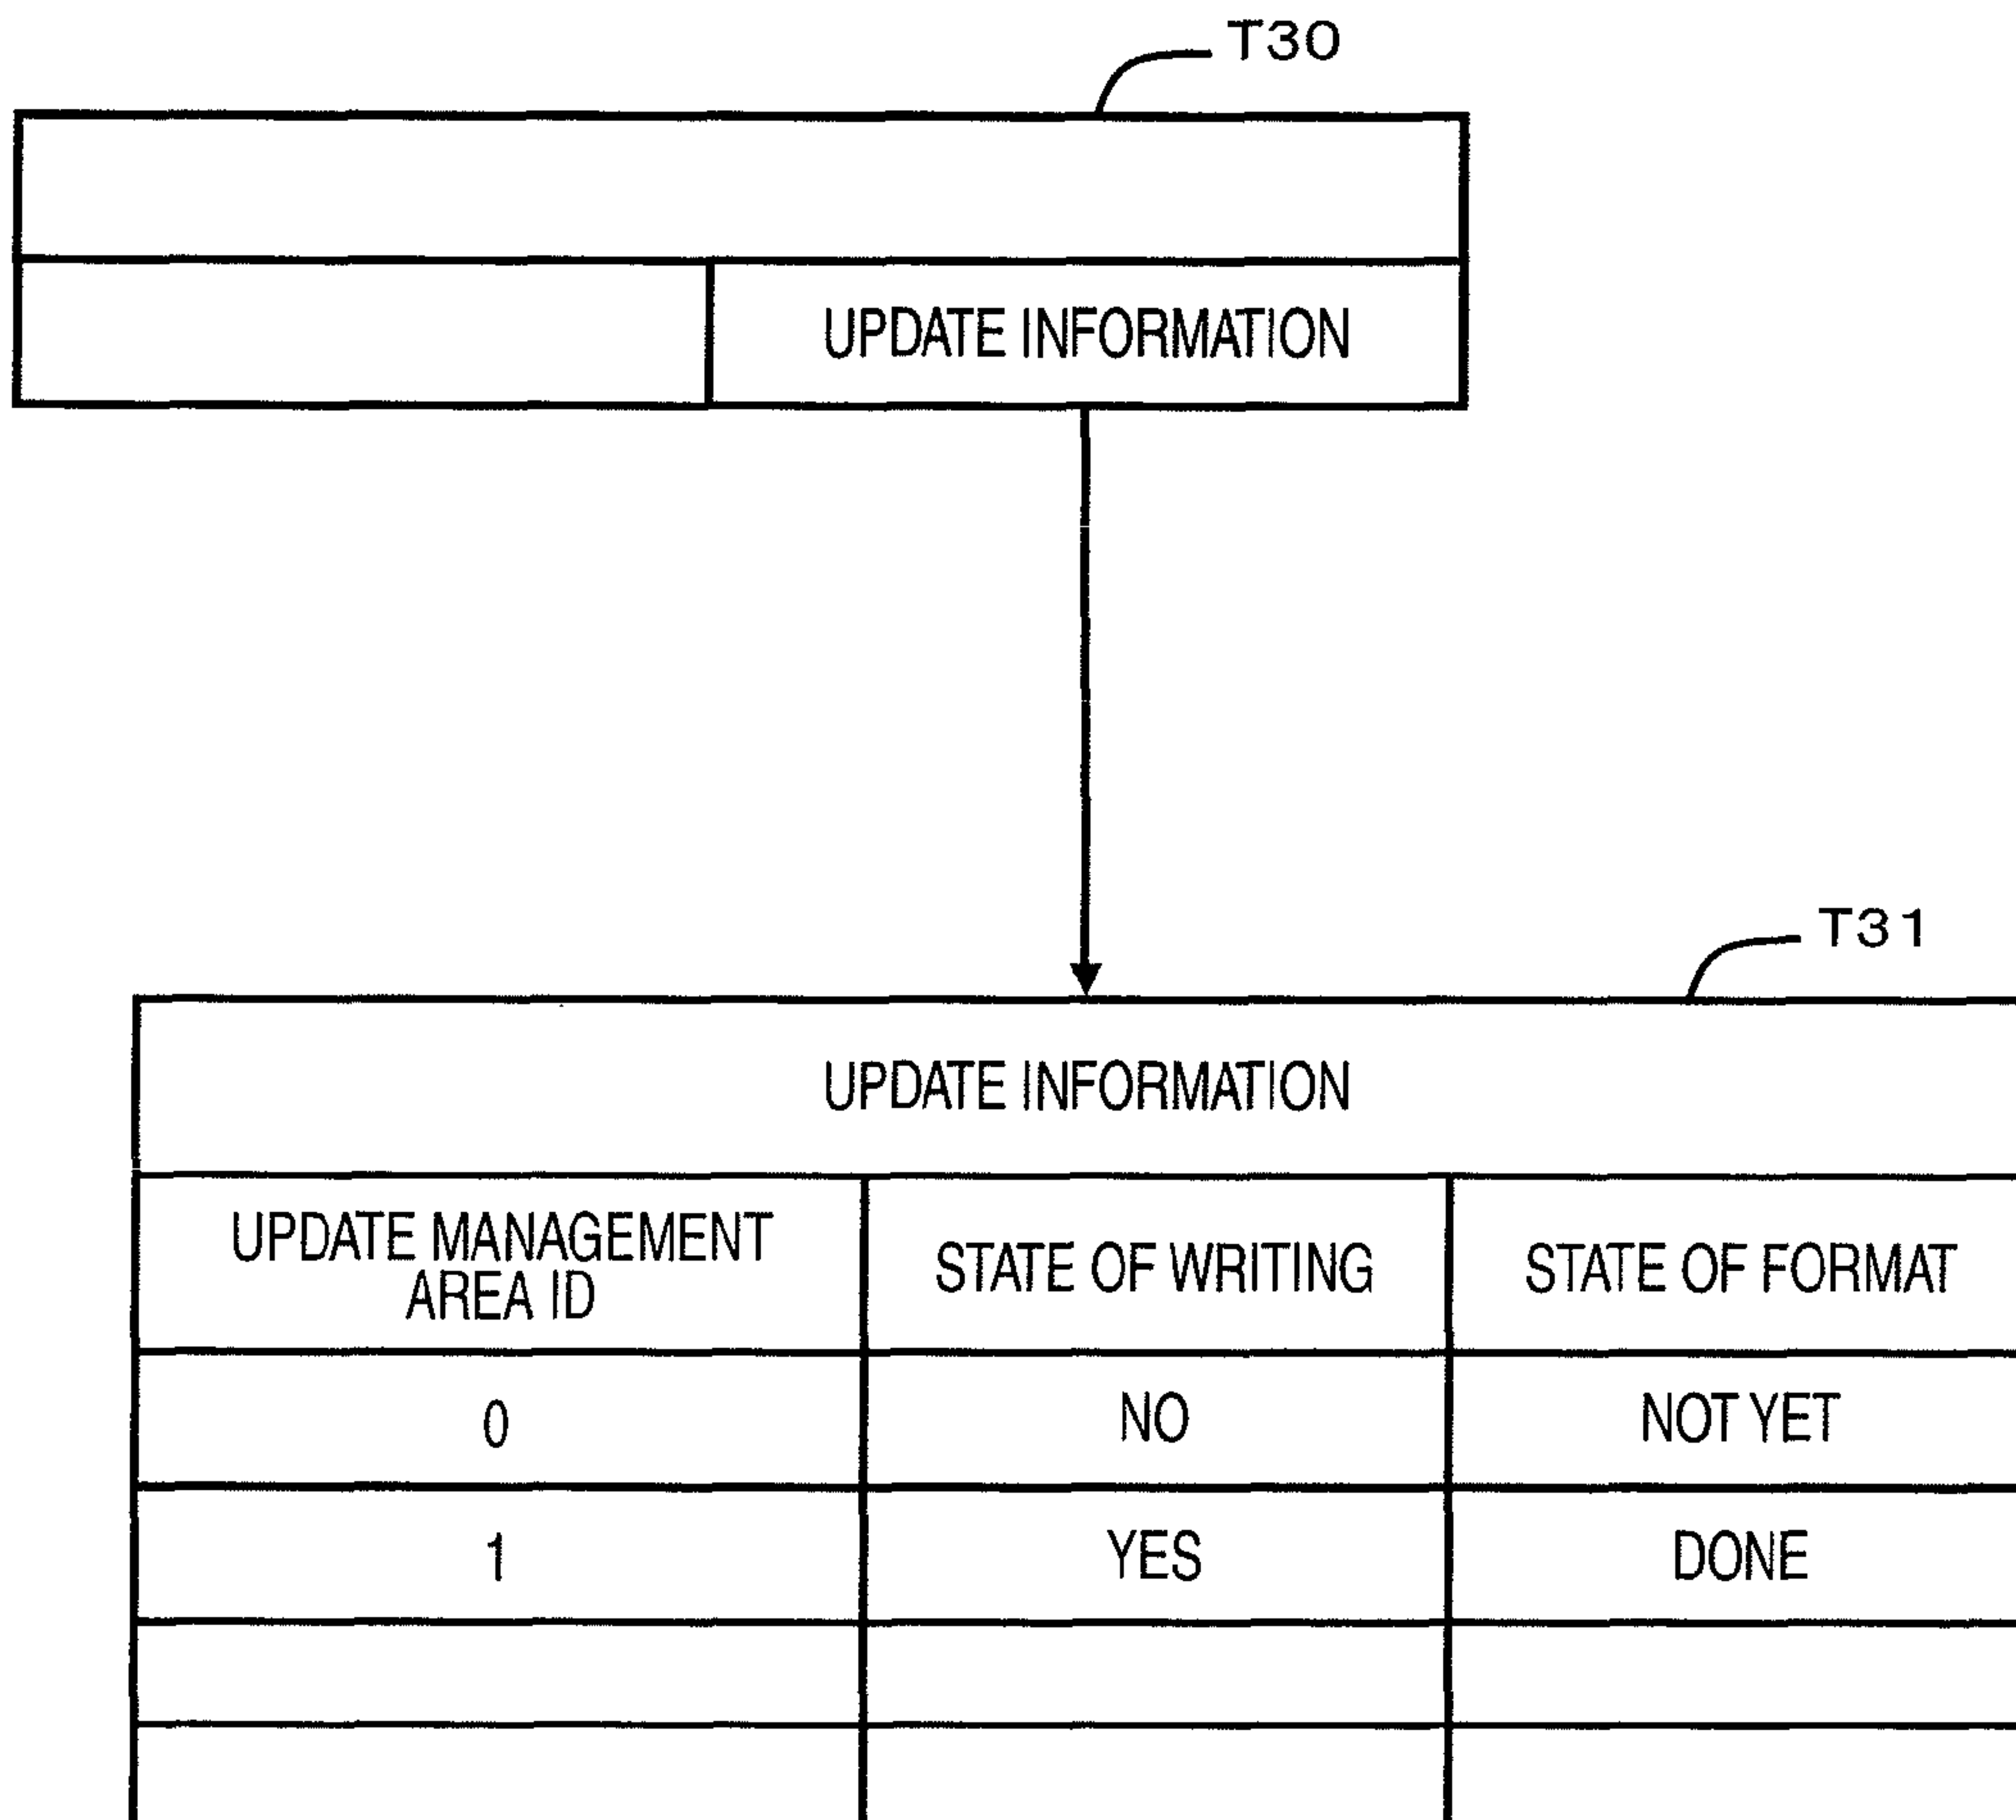 T30
UPDATE INFORMATION
T31
UPDATE INFORMATION
UPDATE MANAGEMENT
AREA ID
STATE OF WRITING
STATE OF FORMAT
0
NO
NOT YET
1
YES
DONE